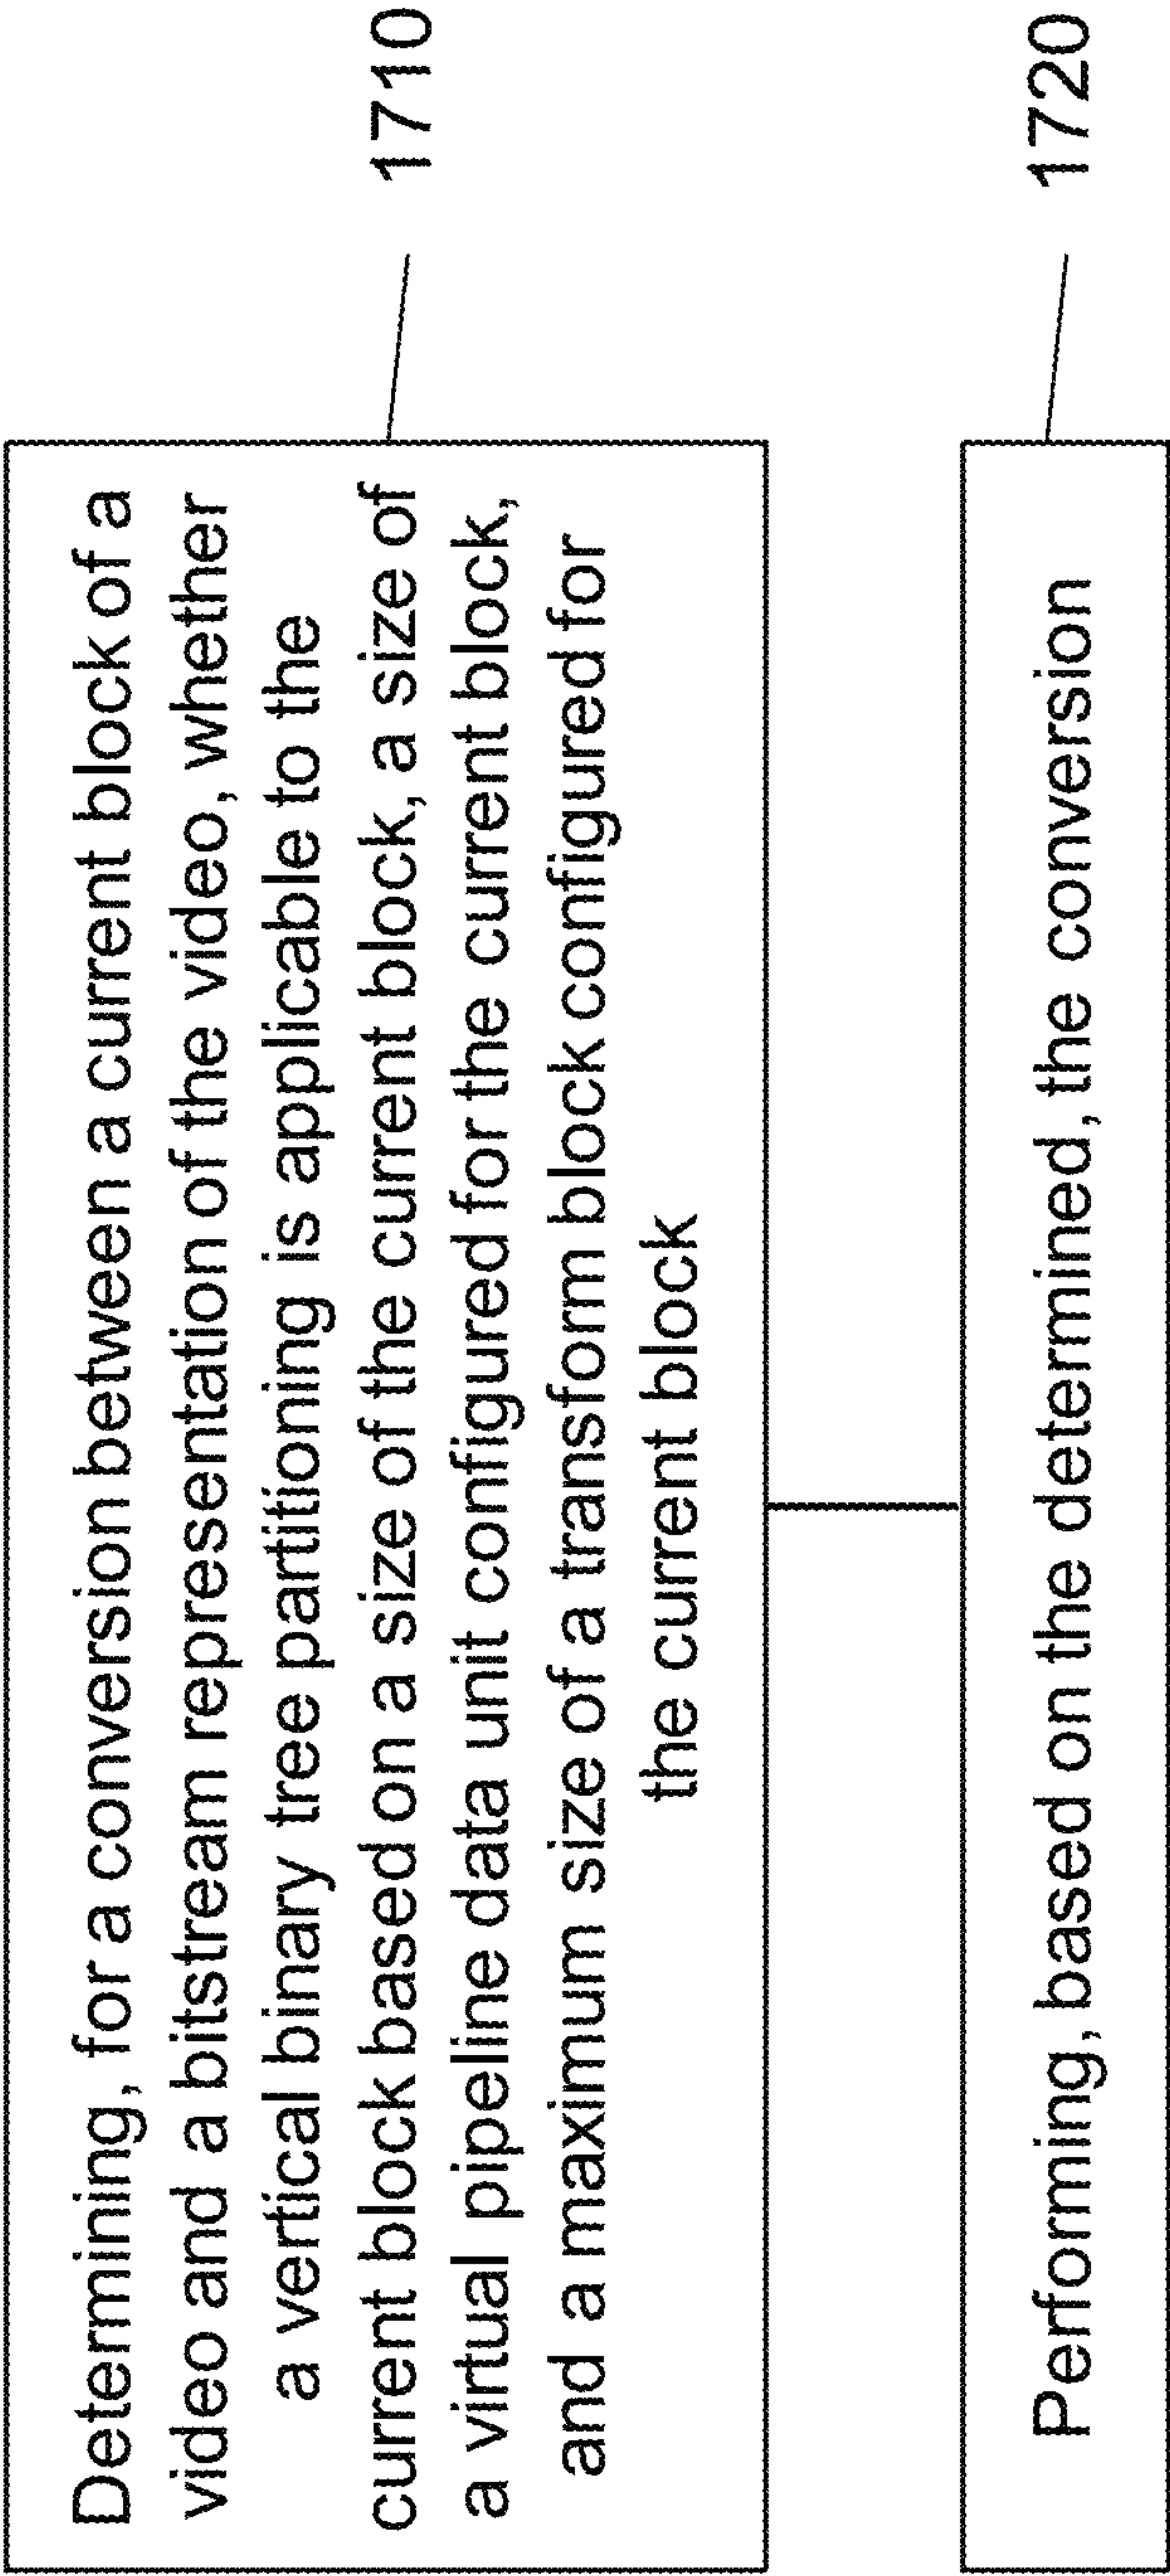 Determining, for a conversion between a current block of a
video and a bitstream representation of the video, whether
a vertical binary tree partitioning is applicable to the
current block based on a size of the current block, a size of
a virtual pipeline data unit configured for the current block,
and a maximum size of a transform block configured for
the current block
1710
Performing, based on the determined, the conversion
1720